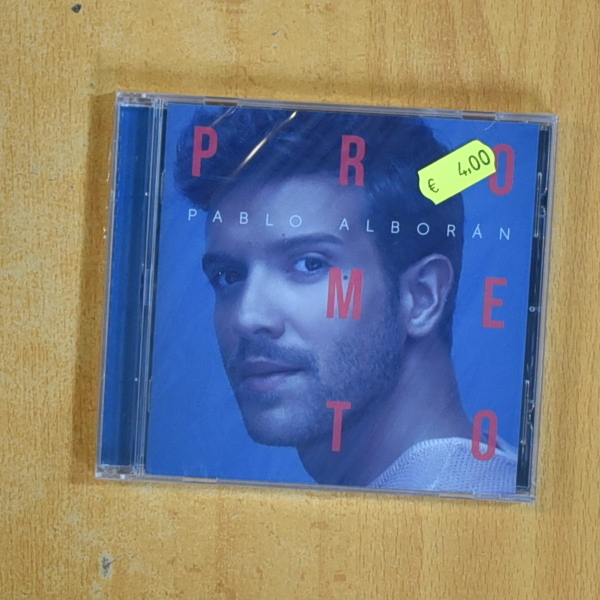 P R O
€ 4,00
PABLO ALBORÁN
M E
T O